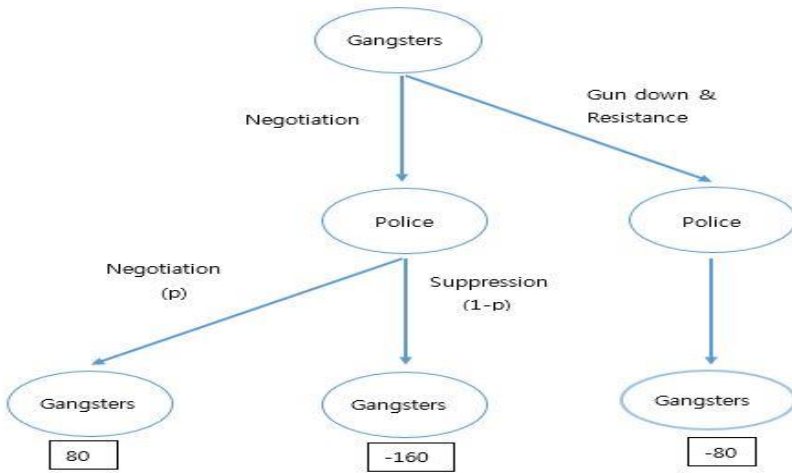 Gangsters
Gun down &
Resistance
Negotiation
Police
Police
Negotiation
(p)
Suppression
(1-p)
Gangsters
Gangsters
Gangsters
80
-160
-80